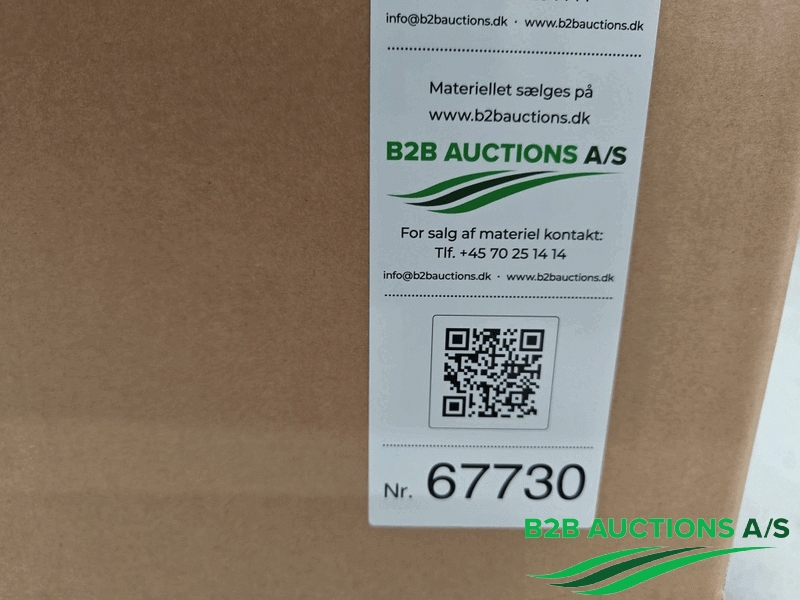 info@b2bauctions.dk · www.b2bauctions.dk
Materiellet sælges på
www.b2bauctions.dk
B2B AUCTIONS A/S
For salg af materiel kontakt:
Tlf. +45 70 25 14 14
info@b2bauctions.dk · www.b2bauctions.dk
Nr. 67730
B2B AUCTIONS A/S